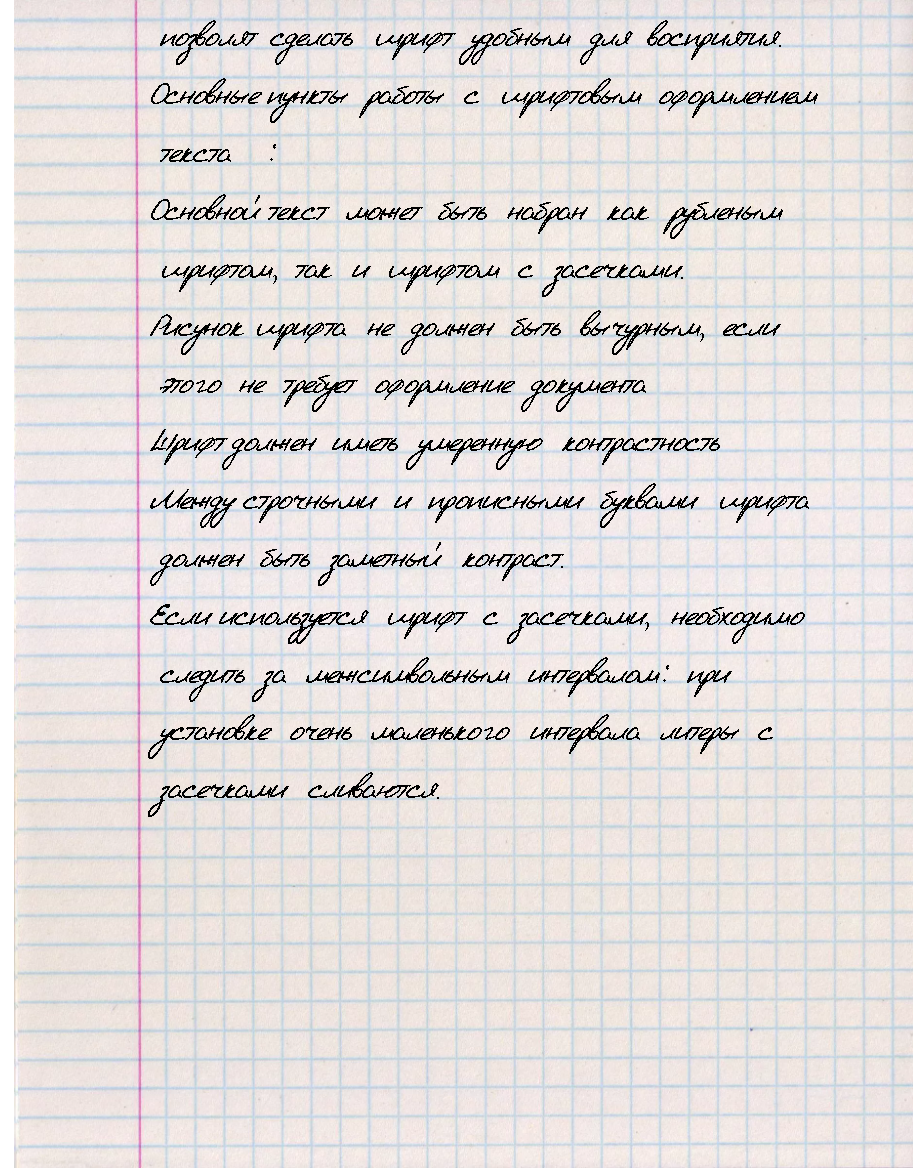 позволят сделать шрифт удобным для восприятия.
Основные пункты работы с шрифтовым оформлением
текста :
Основной текст может быть набран как рубленым
шрифтом, так и шрифтом с засечками.
Рисунок шрифта не должен быть вычурным, если
этого не требует оформление документа
Шрифт должен иметь умеренную контрастность
Между строчными и прописными буквами шрифта
должен быть заметный контраст.
Если используется шрифт с засечками, необходимо
следить за межсимвольным интервалом: при
установке очень маленького интервала литеры с
засечками сливаются.